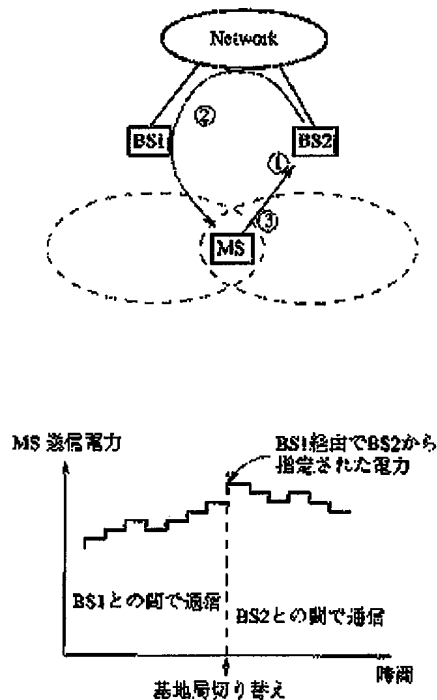 Network
BS1
②
BS2
①
③
MS
MS 送信電力
BS1経由でBS2から
指定された電力
BS1との間で通信
BS2との間で通信
基地局切り替え
時間